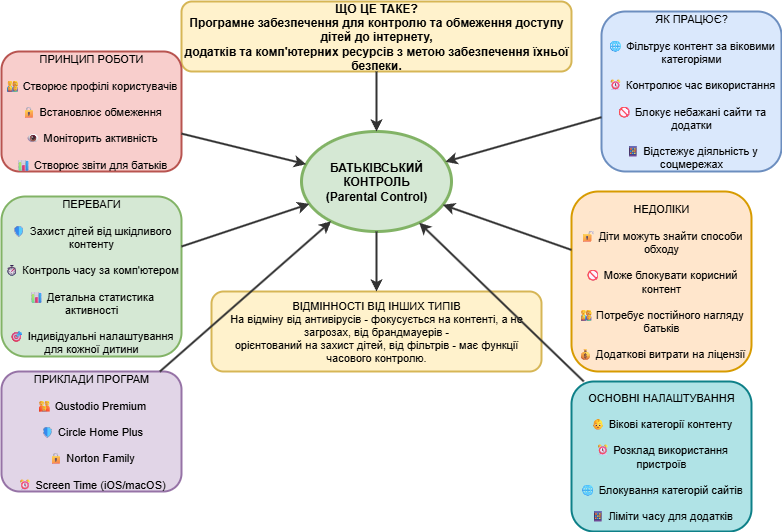 ЩО ЦЕ ТАКЕ?
Програмне забезпечення для контролю та обмеження доступу
дітей до інтернету,
додатків та комп'ютерних ресурсів з метою забезпечення їхньої
безпеки.
ЯК ПРАЦЮЄ?
🌐 Фільтрує контент за віковими
категоріями
⏰ Контролює час використання
🚫 Блокує небажані сайти та
додатки
📱 Відстежує діяльність у
соцмережах
ПРИНЦИП РОБОТИ
👥 Створює профілі користувачів
🔒 Встановлює обмеження
👁 Моніторить активність
📊 Створює звіти для батьків
БАТЬКІВСЬКИЙ
КОНТРОЛЬ
(Parental Control)
ПЕРЕВАГИ
🛡 Захист дітей від шкідливого
контенту
⏱ Контроль часу за комп'ютером
📊 Детальна статистика
активності
🎯 Індивідуальні налаштування
для кожної дитини
НЕДОЛІКИ
🔓 Діти можуть знайти способи
обходу
🚫 Може блокувати корисний
контент
👥 Потребує постійного нагляду
батьків
💰 Додаткові витрати на ліцензії
ВІДМІННОСТІ ВІД ІНШИХ ТИПІВ
На відміну від антивірусів - фокусується на контенті, а не
загрозах, від брандмауерів -
орієнтований на захист дітей, від фільтрів - має функції
часового контролю.
ПРИКЛАДИ ПРОГРАМ
👪 Qustodio Premium
🛡 Circle Home Plus
🔒 Norton Family
⏰ Screen Time (iOS/macOS)
ОСНОВНІ НАЛАШТУВАННЯ
👶 Вікові категорії контенту
⏰ Розклад використання
пристроїв
🌐 Блокування категорій сайтів
📱 Ліміти часу для додатків